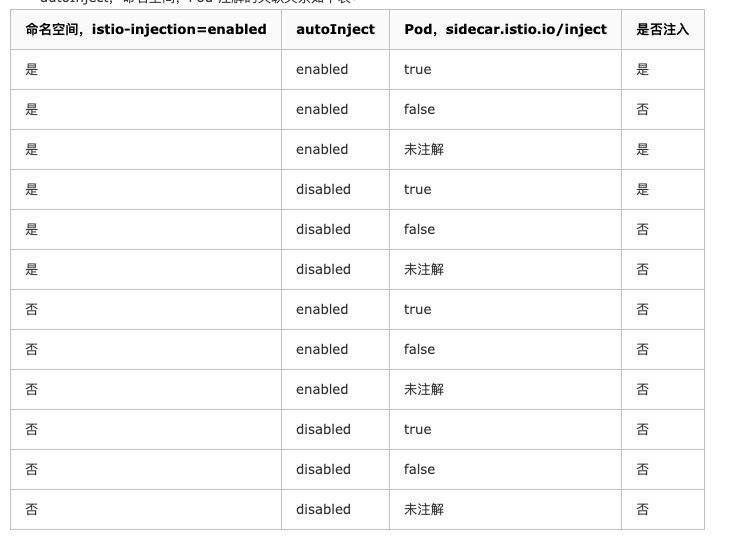 命名空间，istio-injection=enabled autoInject Pod，sidecar.istio.io/inject 是否注入
是 enabled true 是
是 enabled false 否
是 enabled 未注解 是
是 disabled true 是
是 disabled false 否
是 disabled 未注解 否
否 enabled true 否
否 enabled false 否
否 enabled 未注解 否
否 disabled true 否
否 disabled false 否
否 disabled 未注解 否